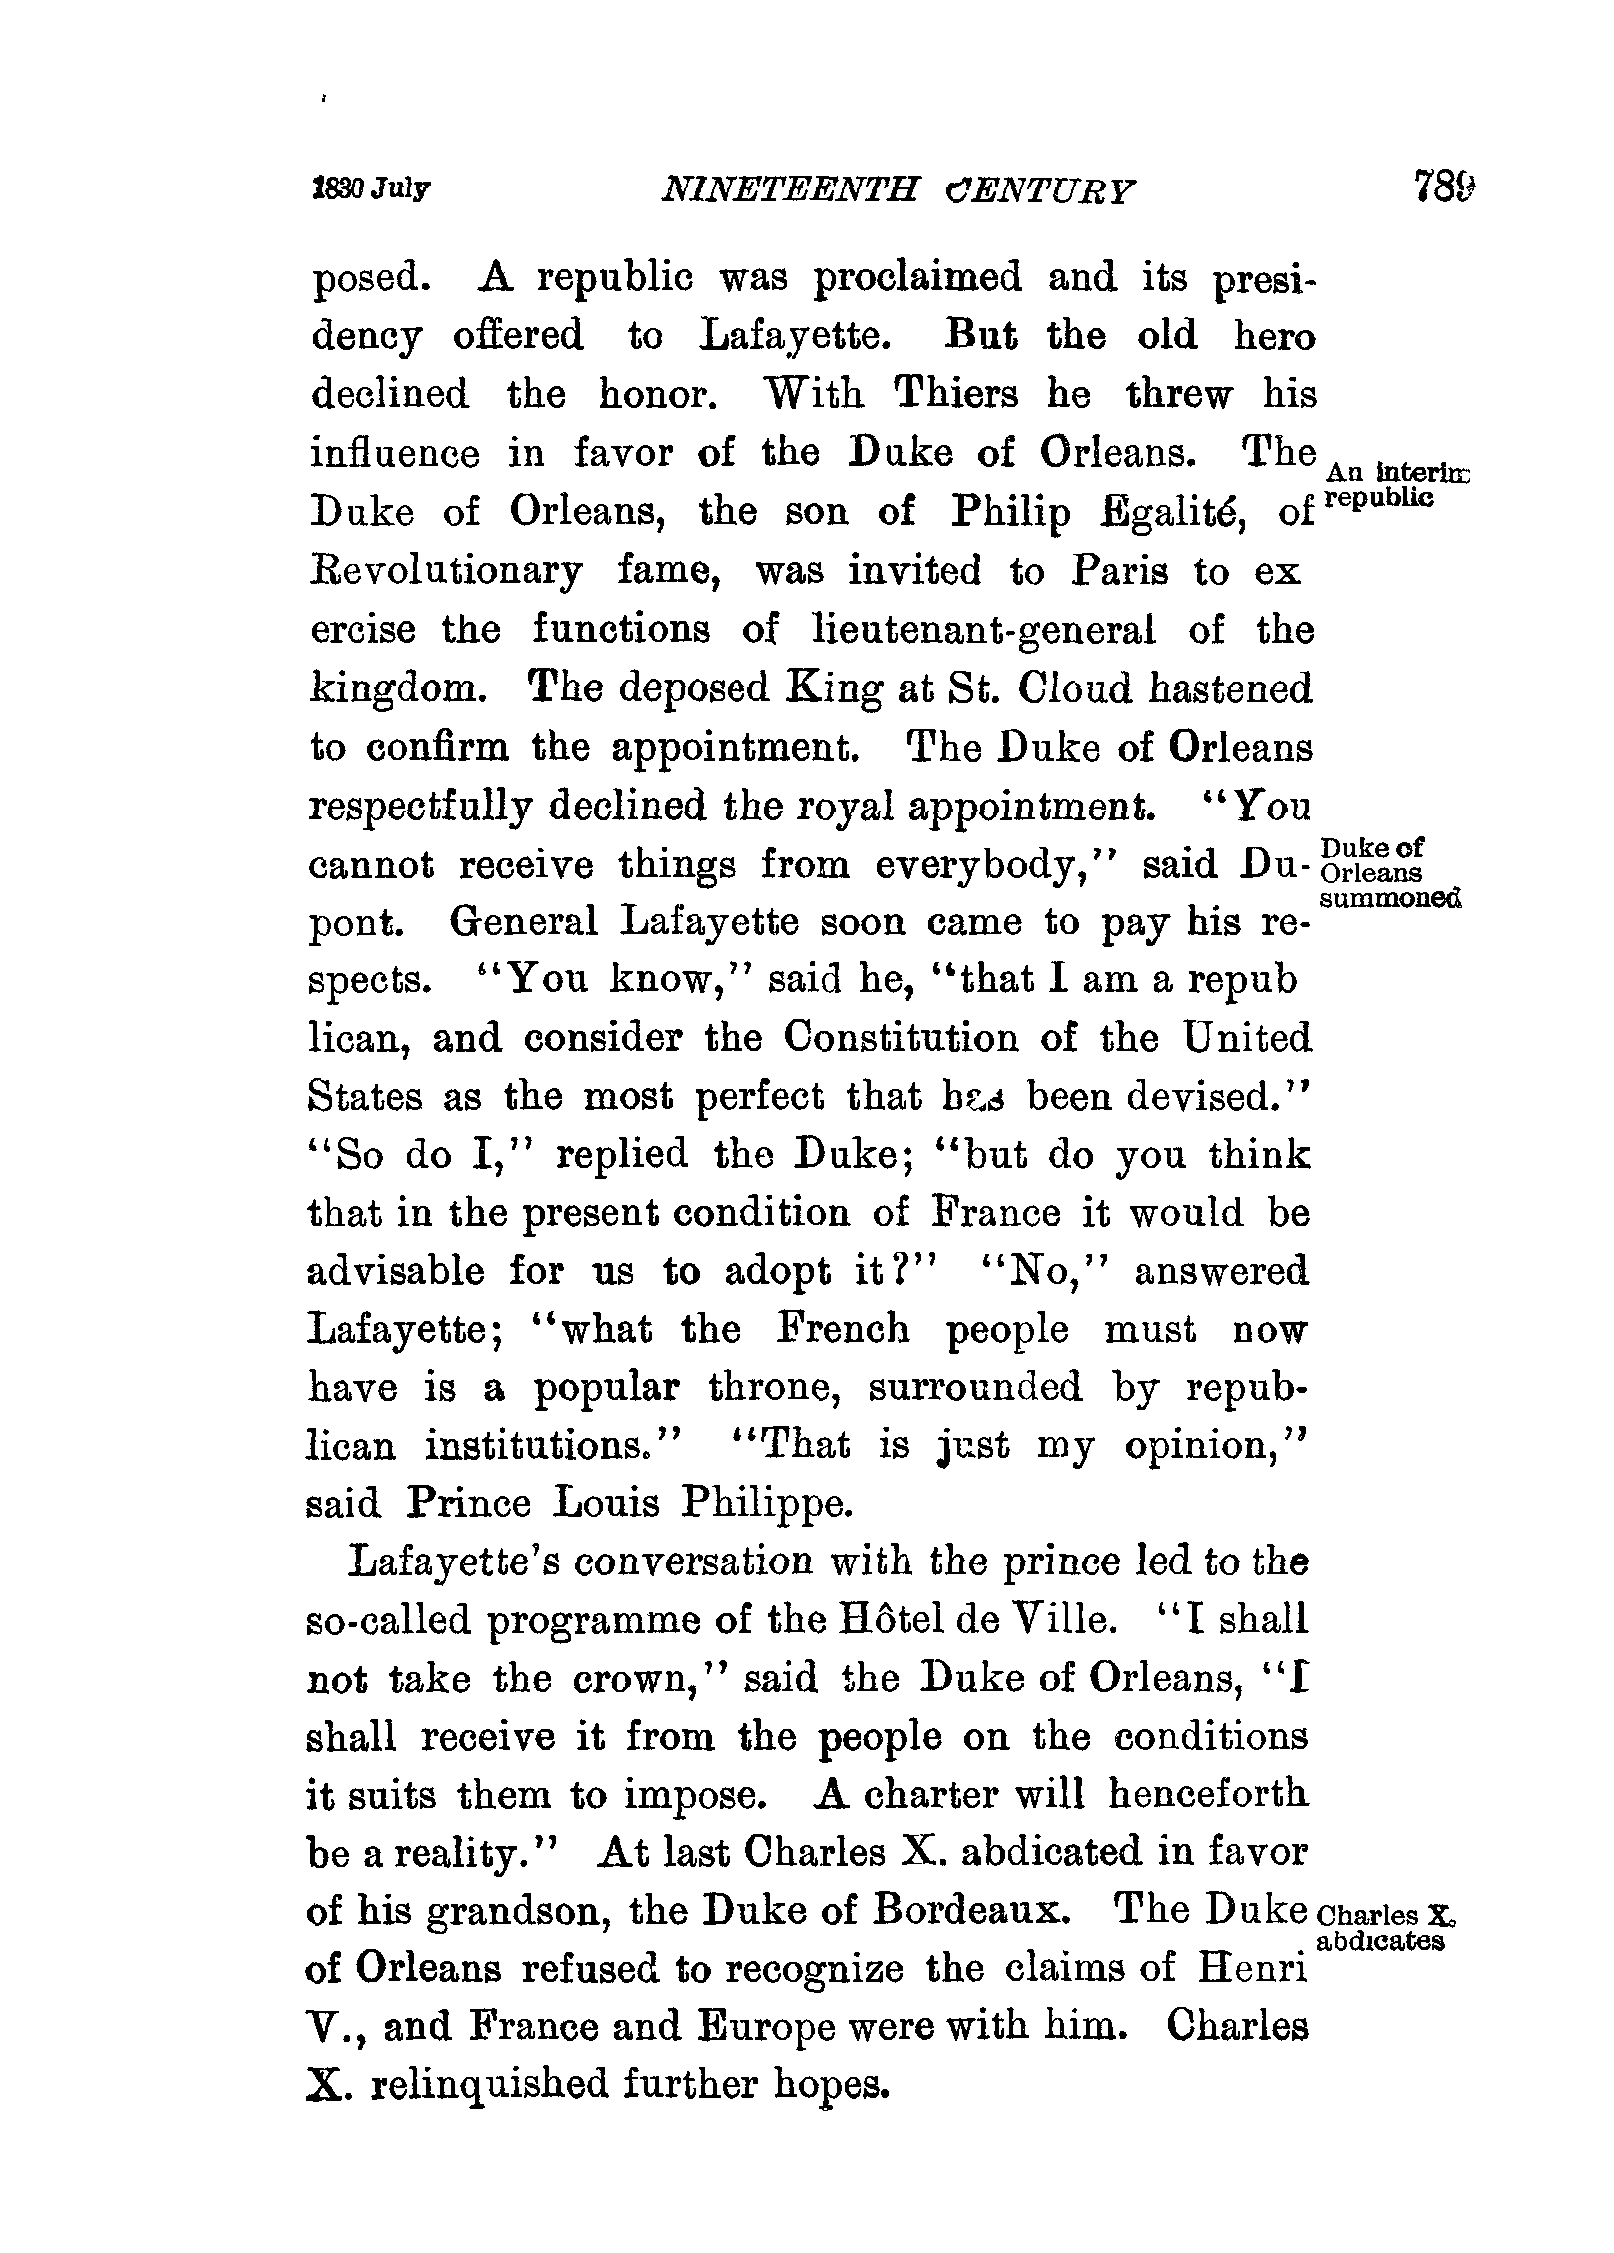 1830 July NINETEENTH CENTURY 789
posed. A republic was proclaimed and its presi-
dency offered to Lafayette. But the old hero
declined the honor. With Thiers he threw his
influence in favor of the Duke of Orleans. The
An interim
republic
Duke of Orleans, the son of Philip Egalité, of
Revolutionary fame, was invited to Paris to ex
ercise the functions of lieutenant-general of the
kingdom. The deposed King at St. Cloud hastened
to confirm the appointment. The Duke of Orleans
respectfully declined the royal appointment. "You
cannot receive things from everybody," said Du-
Duke of
Orleans
summoned
pont. General Lafayette soon came to pay his re-
spects. "You know," said he, "that I am a repub
lican, and consider the Constitution of the United
States as the most perfect that has been devised."
"So do I," replied the Duke; "but do you think
that in the present condition of France it would be
advisable for us to adopt it?" "No," answered
Lafayette; "what the French people must now
have is a popular throne, surrounded by repub-
lican institutions." "That is just my opinion,"
said Prince Louis Philippe.
Lafayette's conversation with the prince led to the
so-called programme of the Hôtel de Ville. "I shall
not take the crown," said the Duke of Orleans, "I
shall receive it from the people on the conditions
it suits them to impose. A charter will henceforth
be a reality." At last Charles X. abdicated in favor
of his grandson, the Duke of Bordeaux. The Duke
Charles X.
abdicates
of Orleans refused to recognize the claims of Henri
V., and France and Europe were with him. Charles
X. relinquished further hopes.